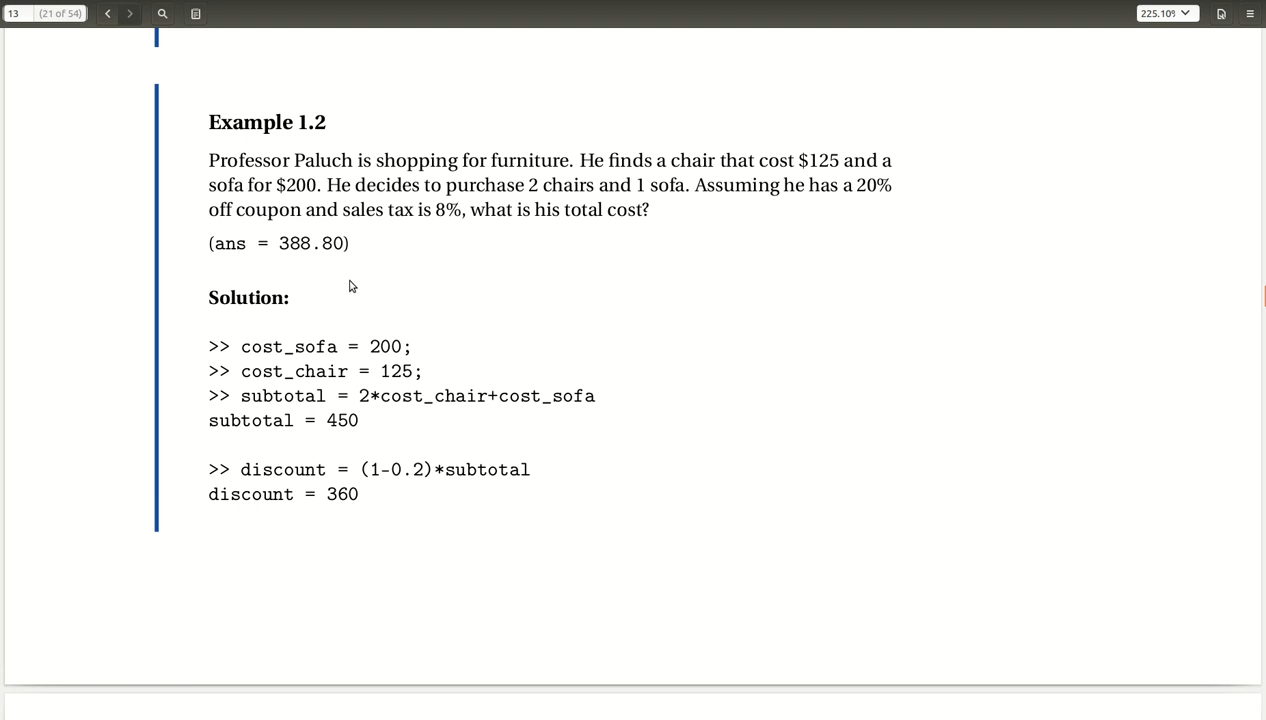 13 (21 of 54) 225.10%
Example 1.2
Professor Paluch is shopping for furniture. He finds a chair that cost $125 and a
sofa for $200. He decides to purchase 2 chairs and 1 sofa. Assuming he has a 20%
off coupon and sales tax is 8%, what is his total cost?
(ans = 388.80)
Solution:
>> cost_sofa = 200;
>> cost_chair = 125;
>> subtotal = 2*cost_chair+cost_sofa
subtotal = 450
>> discount = (1-0.2)*subtotal
discount = 360